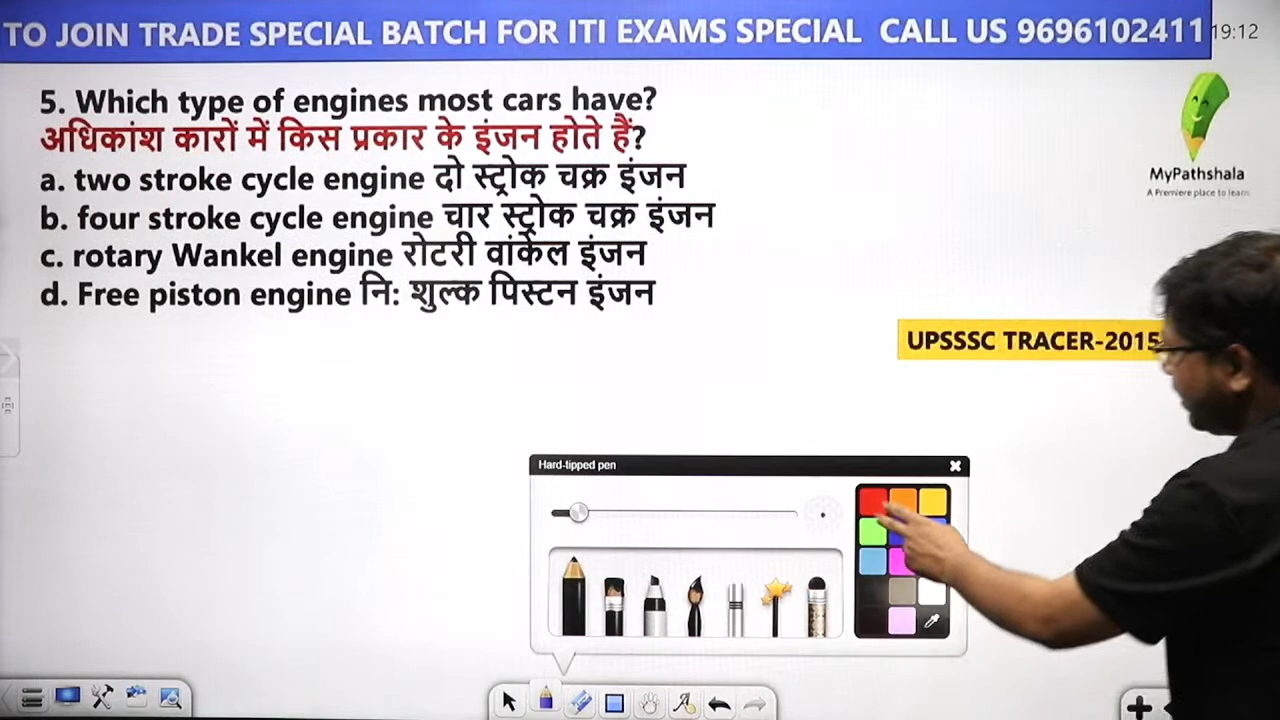 TO JOIN TRADE SPECIAL BATCH FOR ITI EXAMS SPECIAL CALL US 9696102411
19:12
5. Which type of engines most cars have?
अधिकांश कारों में किस प्रकार के इंजन होते हैं?
a. two stroke cycle engine दो स्ट्रोक चक्र इंजन
b. four stroke cycle engine चार स्ट्रोक चक्र इंजन
c. rotary Wankel engine रोटरी वांकेल इंजन
d. Free piston engine नि: शुल्क पिस्टन इंजन
MyPathshala
A Premiere place to learn
UPSSSC TRACER-2015
Hard-tipped pen